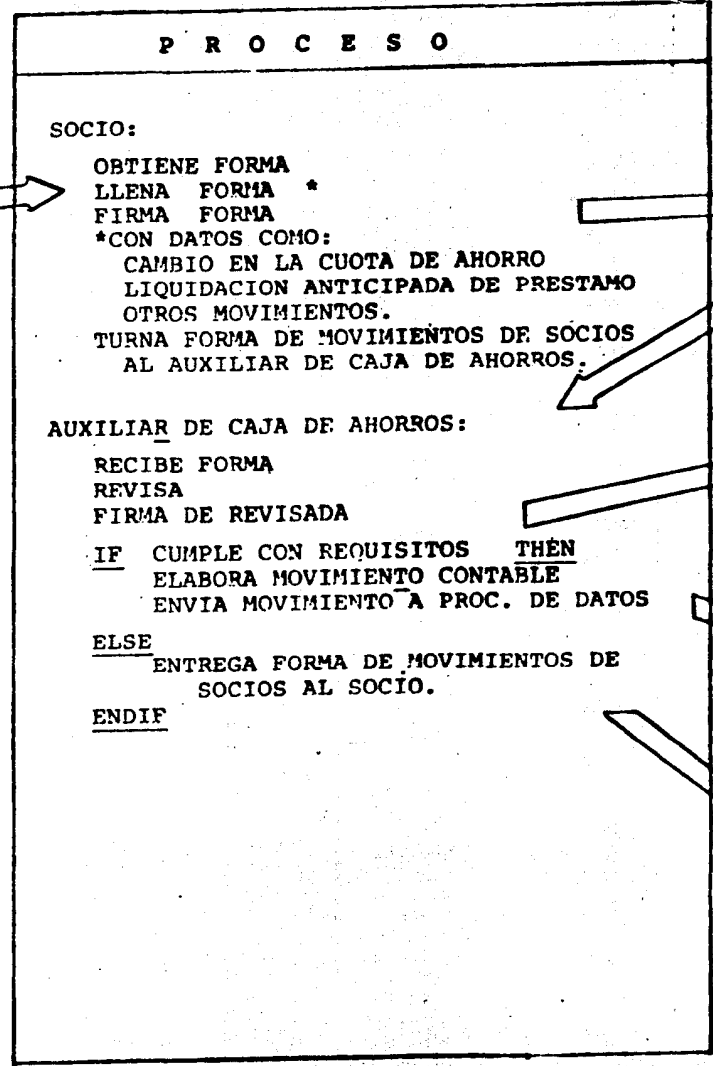 P R O C E S O
SOCIO:
OBTIENE FORMA
LLENA FORMA *
FIRMA FORMA
*CON DATOS COMO:
CAMBIO EN LA CUOTA DE AHORRO
LIQUIDACION ANTICIPADA DE PRESTAMO
OTROS MOVIMIENTOS.
TURNA FORMA DE MOVIMIENTOS DE SOCIOS
AL AUXILIAR DE CAJA DE AHORROS.
AUXILIAR DE CAJA DE AHORROS:
RECIBE FORMA
REVISA
FIRMA DE REVISADA
IF CUMPLE CON REQUISITOS THEN
ELABORA MOVIMIENTO CONTABLE
ENVIA MOVIMIENTO A PROC. DE DATOS
ELSE
ENTREGA FORMA DE MOVIMIENTOS DE
SOCIOS AL SOCIO.
ENDIF